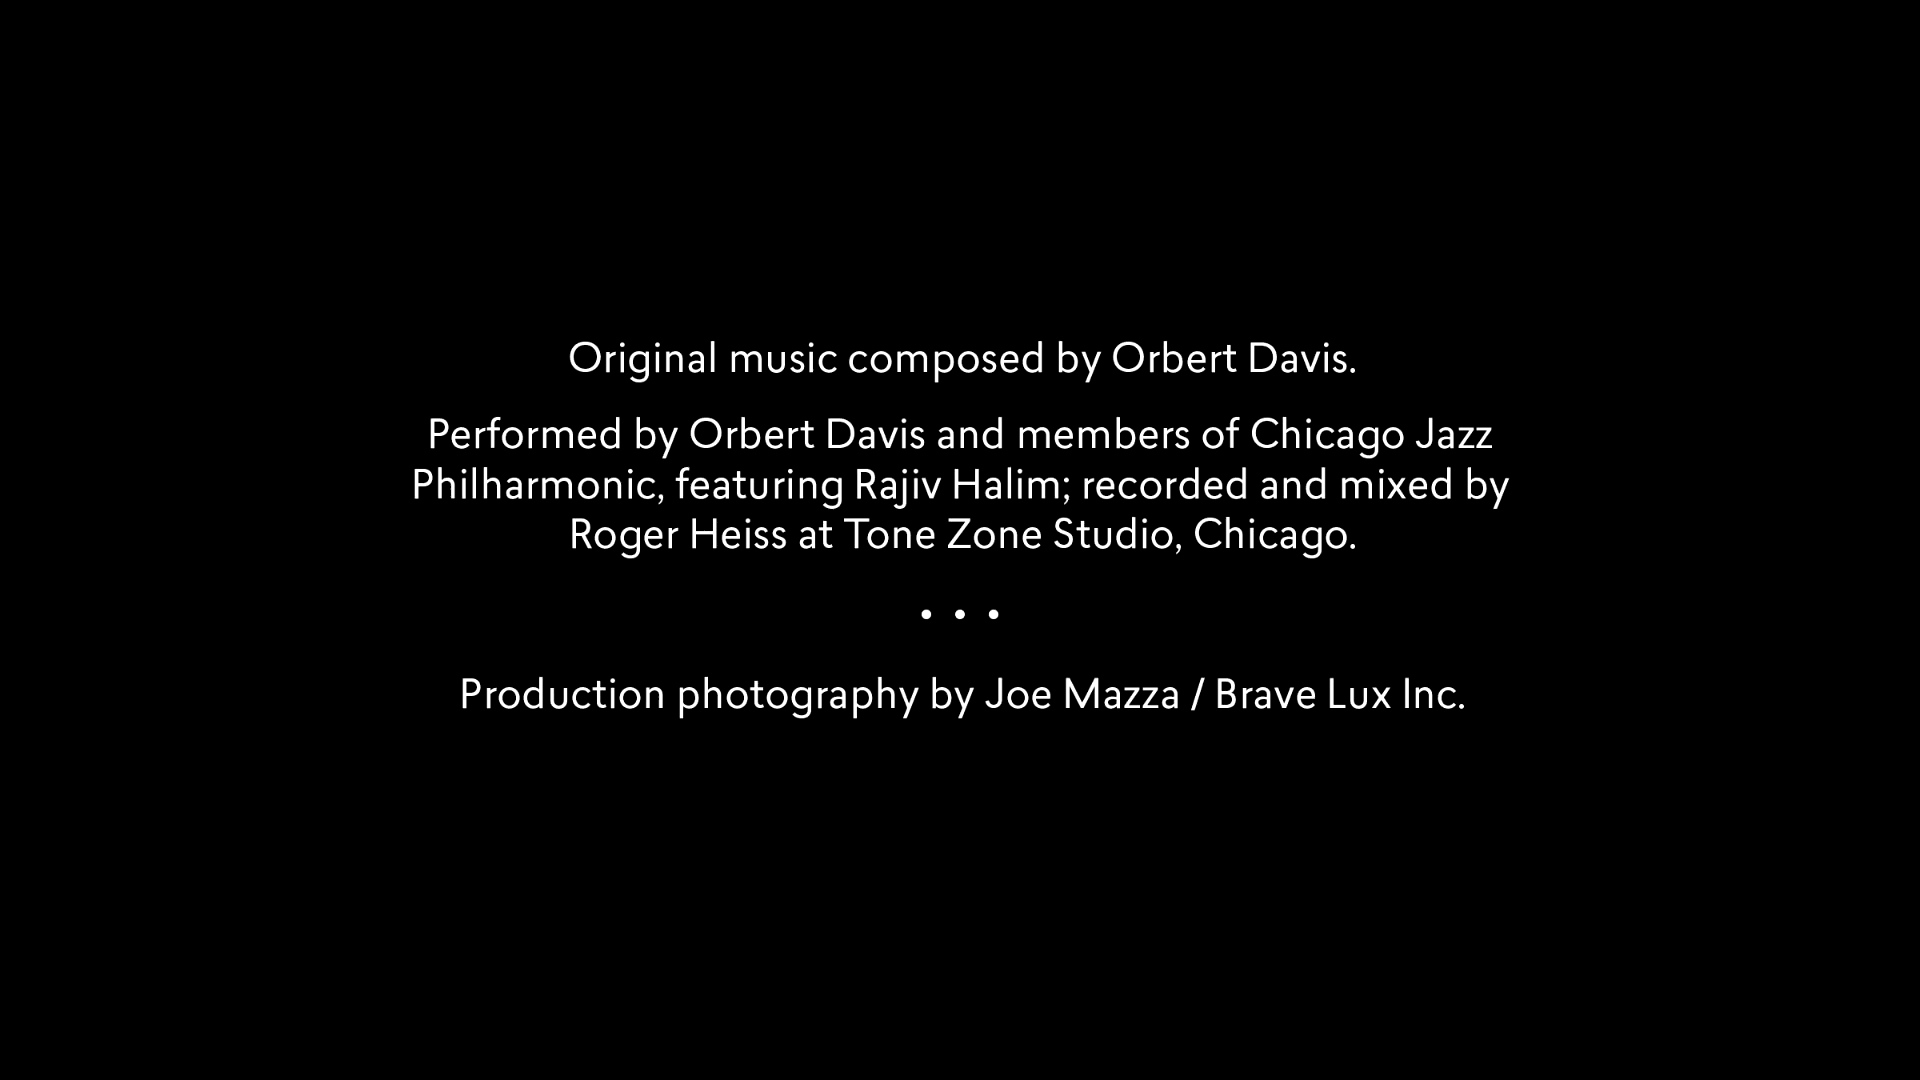 Original music composed by Orbert Davis.
Performed by Orbert Davis and members of Chicago Jazz
Philharmonic, featuring Rajiv Halim; recorded and mixed by
Roger Heiss at Tone Zone Studio, Chicago.
• • •
Production photography by Joe Mazza / Brave Lux Inc.